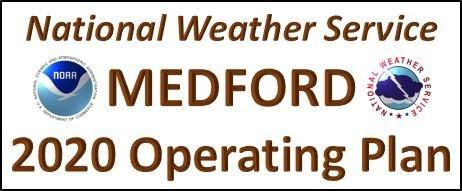 National Weather Service
NOAA
MEDFORD
NATIONAL WEATHER SERVICE
2020 Operating Plan